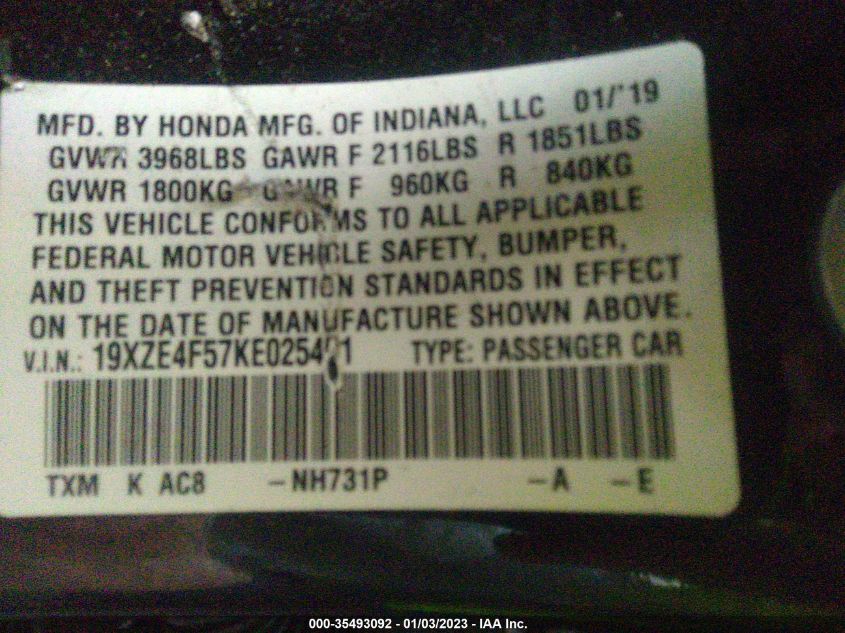 MFD. BY HONDA MFG. OF INDIANA, LLC 01/'19
GVWR 3968LBS GAWR F 2116LBS R 1851LBS
GVWR 1800KG GAWR F 960KG R 840KG
THIS VEHICLE CONFORMS TO ALL APPLICABLE
FEDERAL MOTOR VEHICLE SAFETY, BUMPER,
AND THEFT PREVENTION STANDARDS IN EFFECT
ON THE DATE OF MANUFACTURE SHOWN ABOVE.
V.I.N.: TYPE: PASSENGER CAR
TXM K AC8 -NH731P -A -E
000-35493092 - 01/03/2023 - IAA Inc.